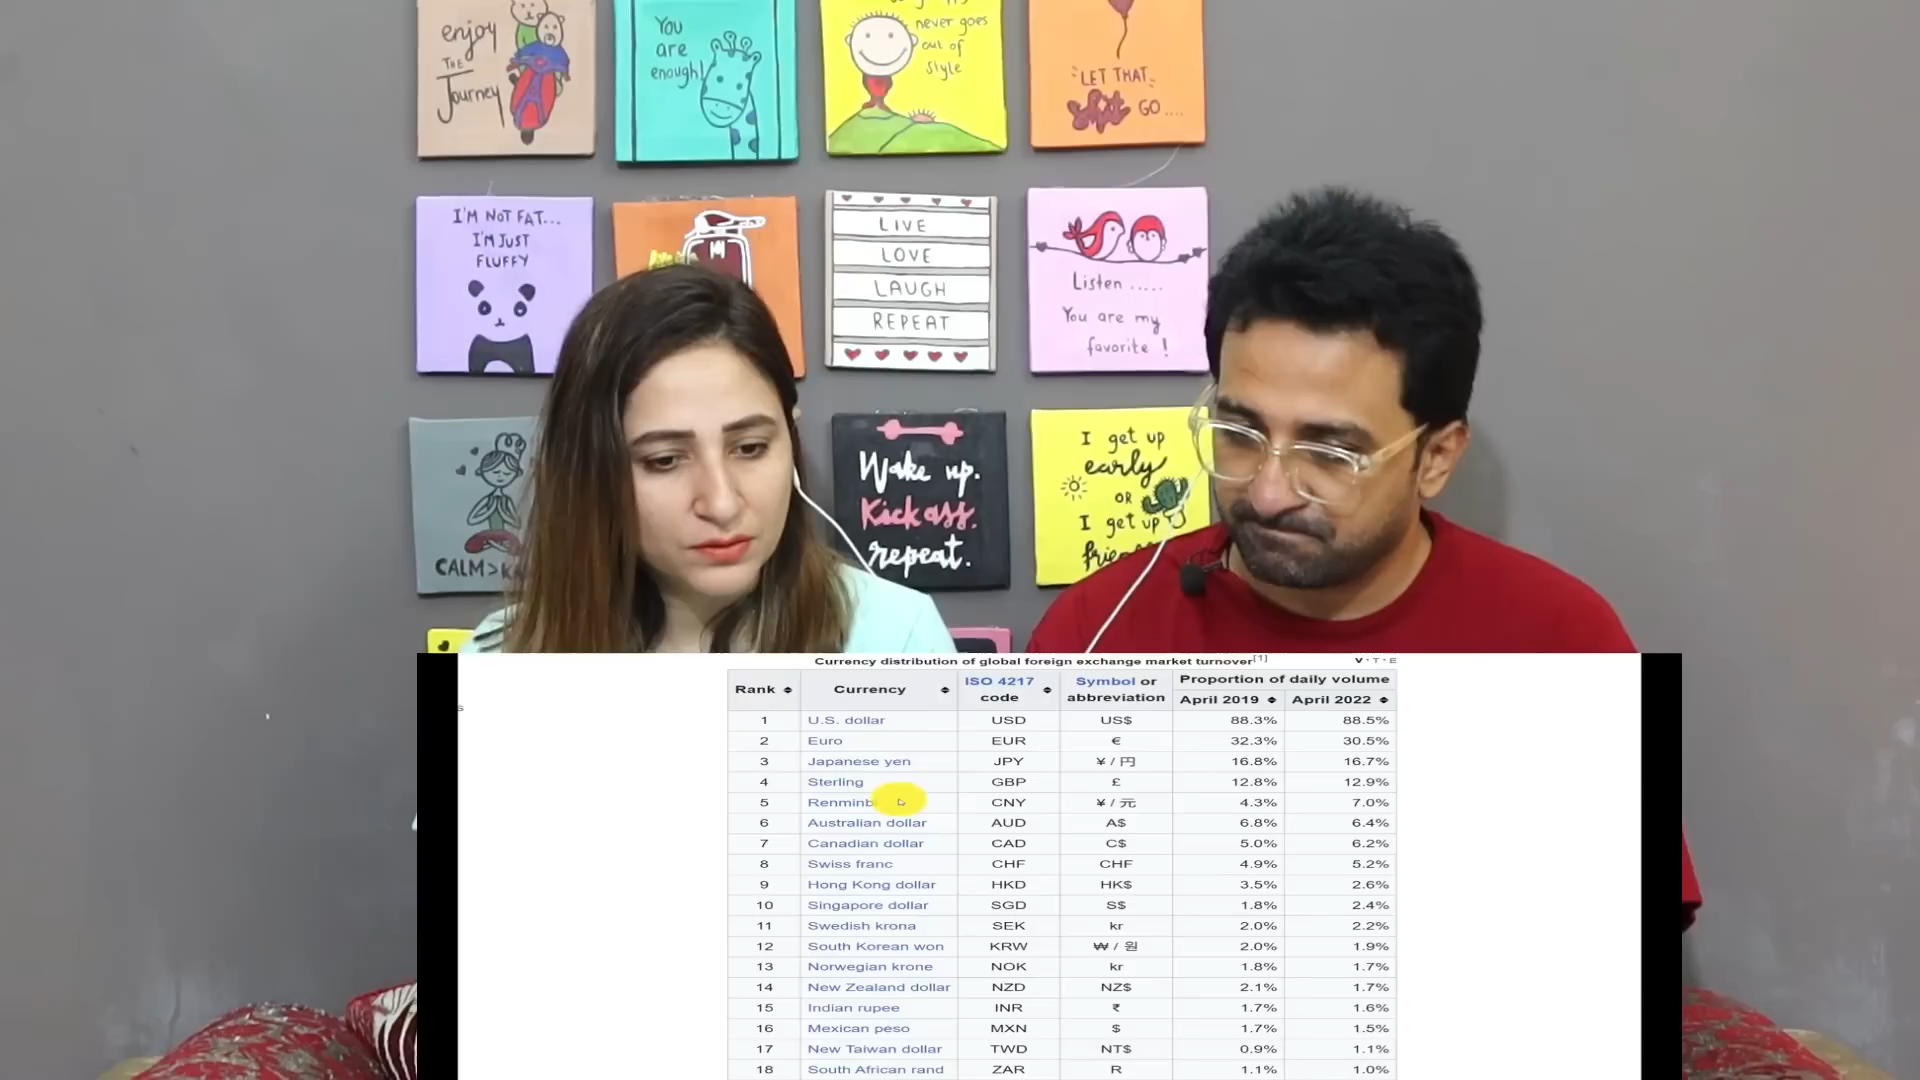 enjoy
THE
Journey
You
are
enough!
never goes
out of
style
LET THAT
GO ....
I'M NOT FAT...
I'M JUST
FLUFFY
LIVE
LOVE
LAUGH
REPEAT
Listen .....
You are my
favorite !
CALM>
Wake up.
Kick ass.
repeat.
I get up
early
OR
I get up
Currency distribution of global foreign exchange market turnover[1] V · T · E
Rank Currency ISO 4217 code Symbol or abbreviation Proportion of daily volume
April 2019 April 2022
1 U.S. dollar USD US$ 88.3% 88.5%
2 Euro EUR € 32.3% 30.5%
3 Japanese yen JPY ¥ / 円 16.8% 16.7%
4 Sterling GBP £ 12.8% 12.9%
5 Renminbi CNY ¥ / 元 4.3% 7.0%
6 Australian dollar AUD A$ 6.8% 6.4%
7 Canadian dollar CAD C$ 5.0% 6.2%
8 Swiss franc CHF CHF 4.9% 5.2%
9 Hong Kong dollar HKD HK$ 3.5% 2.6%
10 Singapore dollar SGD S$ 1.8% 2.4%
11 Swedish krona SEK kr 2.0% 2.2%
12 South Korean won KRW ₩ / 원 2.0% 1.9%
13 Norwegian krone NOK kr 1.8% 1.7%
14 New Zealand dollar NZD NZ$ 2.1% 1.7%
15 Indian rupee INR ₹ 1.7% 1.6%
16 Mexican peso MXN $ 1.7% 1.5%
17 New Taiwan dollar TWD NT$ 0.9% 1.1%
18 South African rand ZAR R 1.1% 1.0%